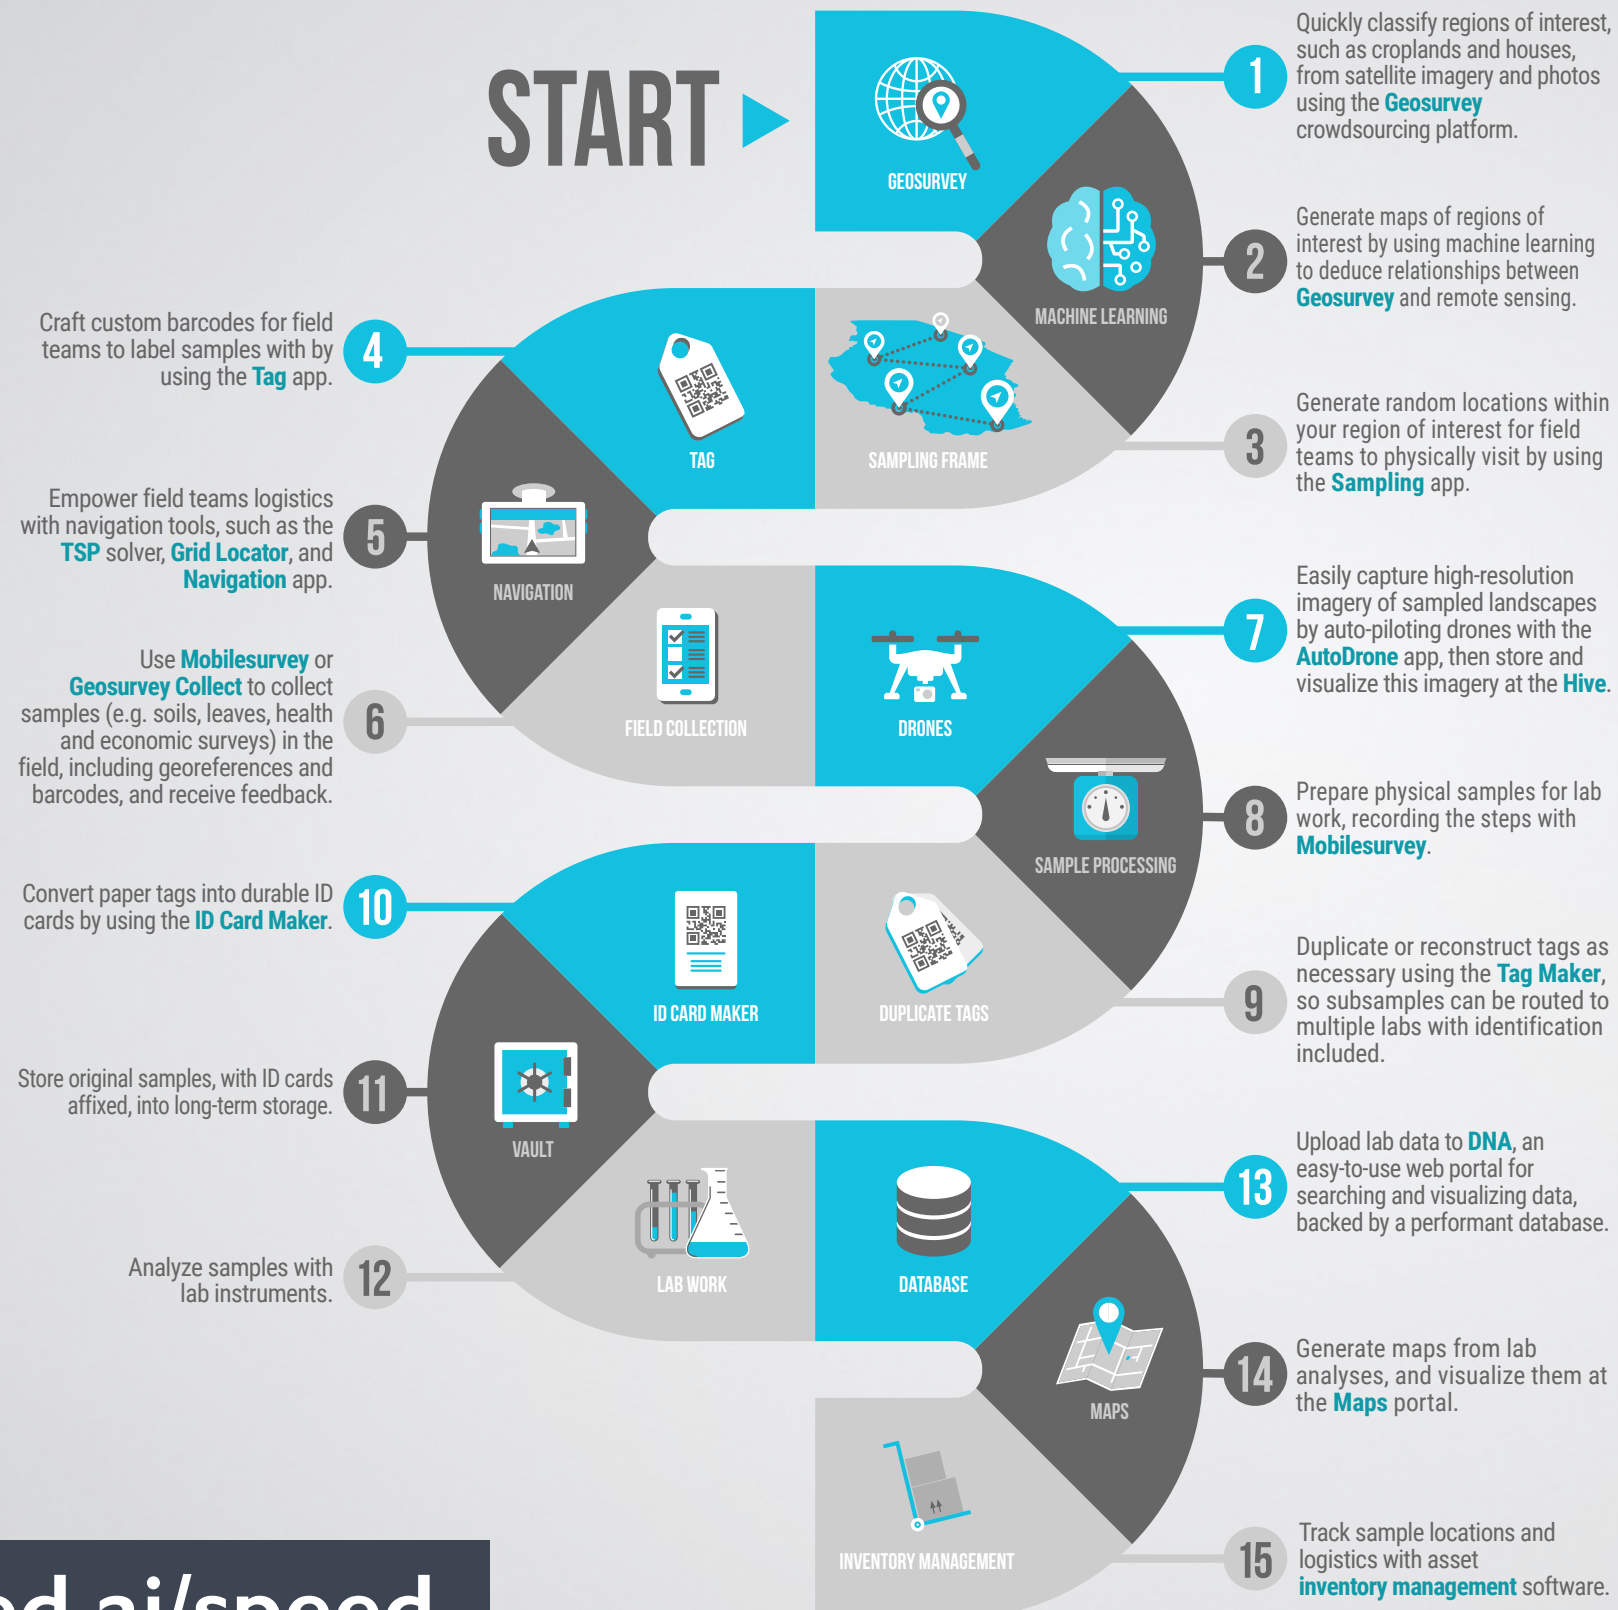 START
GEOSURVEY
1
Quickly classify regions of interest,
such as croplands and houses,
from satellite imagery and photos
using the Geosurvey
crowdsourcing platform.
MACHINE LEARNING
2
Generate maps of regions of
interest by using machine learning
to deduce relationships between
Geosurvey and remote sensing.
SAMPLING FRAME
3
Generate random locations within
your region of interest for field
teams to physically visit by using
the Sampling app.
Craft custom barcodes for field
teams to label samples with by
using the Tag app.
4
TAG
Empower field teams logistics
with navigation tools, such as the
TSP solver, Grid Locator, and
Navigation app.
5
NAVIGATION
Use Mobilesurvey or
Geosurvey Collect to collect
samples (e.g. soils, leaves, health
and economic surveys) in the
field, including georeferences and
barcodes, and receive feedback.
6
FIELD COLLECTION
DRONES
7
Easily capture high-resolution
imagery of sampled landscapes
by auto-piloting drones with the
AutoDrone app, then store and
visualize this imagery at the Hive.
SAMPLE PROCESSING
8
Prepare physical samples for lab
work, recording the steps with
Mobilesurvey.
DUPLICATE TAGS
9
Duplicate or reconstruct tags as
necessary using the Tag Maker,
so subsamples can be routed to
multiple labs with identification
included.
Convert paper tags into durable ID
cards by using the ID Card Maker.
10
ID CARD MAKER
Store original samples, with ID cards
affixed, into long-term storage.
11
VAULT
Analyze samples with
lab instruments.
12
LAB WORK
DATABASE
13
Upload lab data to DNA, an
easy-to-use web portal for
searching and visualizing data,
backed by a performant database.
MAPS
14
Generate maps from lab
analyses, and visualize them at
the Maps portal.
INVENTORY MANAGEMENT
15
Track sample locations and
logistics with asset
inventory management software.